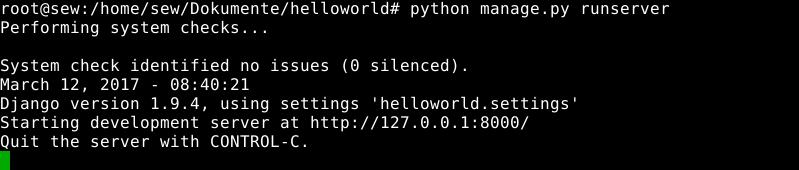 root@sew:/home/sew/Dokumente/helloworld# python manage.py runserver
Performing system checks...

System check identified no issues (0 silenced).
March 12, 2017 - 08:40:21
Django version 1.9.4, using settings 'helloworld.settings'
Starting development server at http://127.0.0.1:8000/
Quit the server with CONTROL-C.